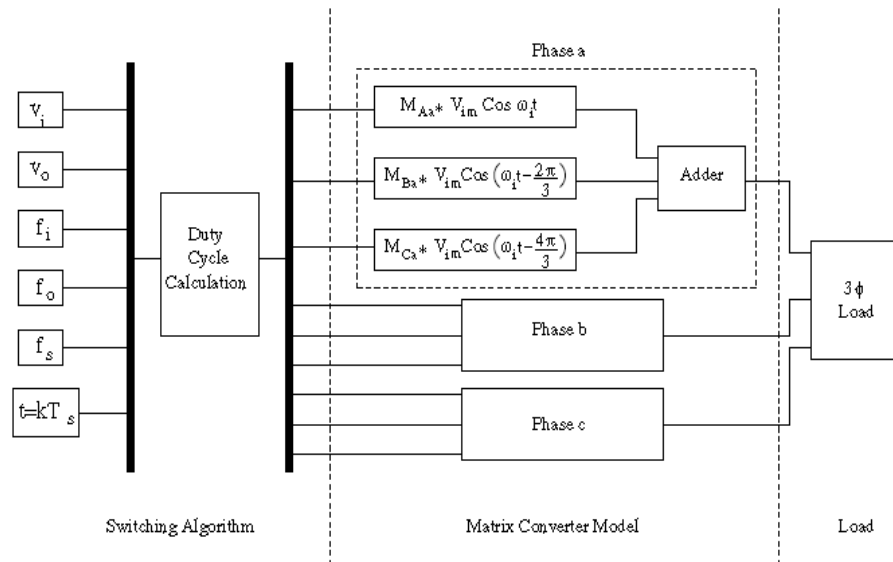 Phase a
v_i
v_o
f_i
f_o
f_s
t=kT_s
Duty
Cycle
Calculation
M_Aa* V_im Cos ω_i t
M_Ba* V_im Cos (ω_i t-2π/3)
M_Ca* V_im Cos (ω_i t-4π/3)
Adder
Phase b
Phase c
3ϕ
Load
Switching Algorithm
Matrix Converter Model
Load